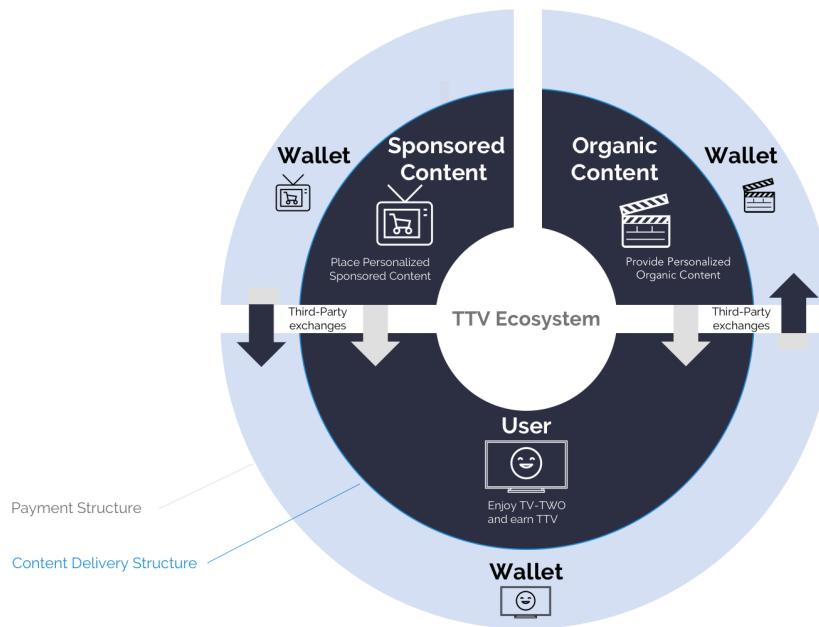 Sponsored
Content
Organic
Content
Wallet
Wallet
Place Personalized
Sponsored Content
Provide Personalized
Organic Content
Third-Party
exchanges
TTV Ecosystem
Third-Party
exchanges
User
Enjoy TV-TWO
and earn TTV
Payment Structure
Content Delivery Structure
Wallet